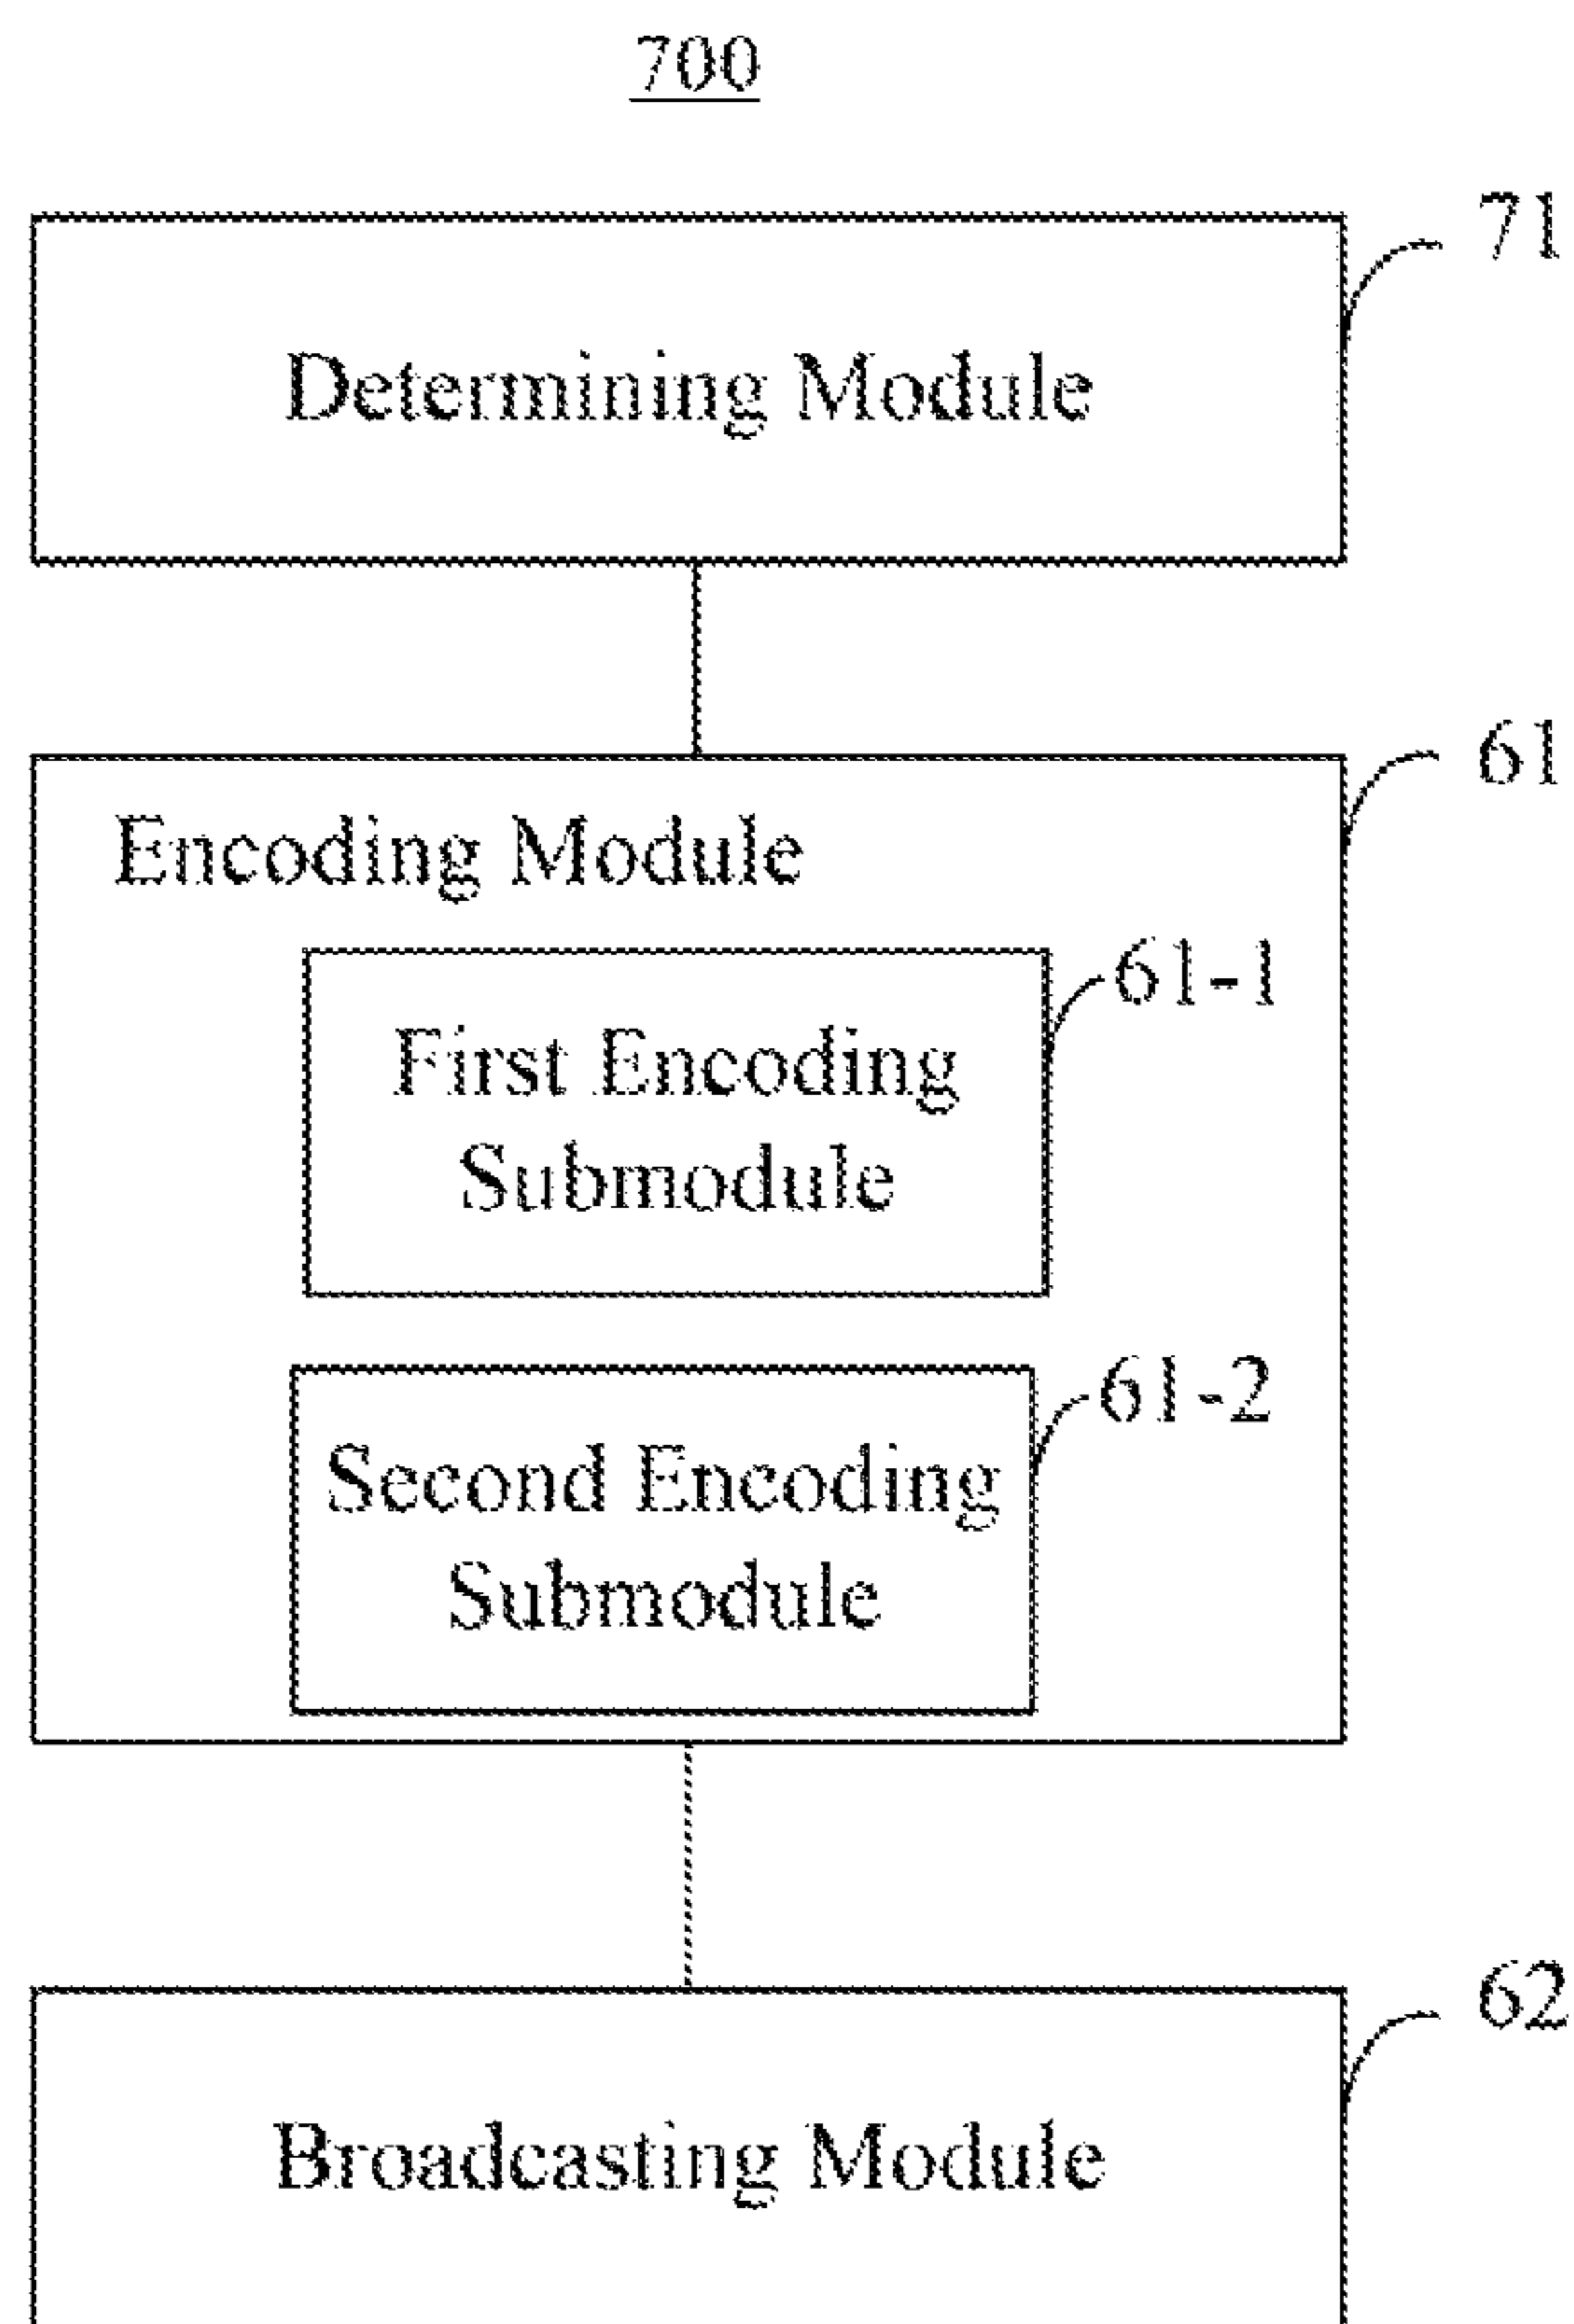 700
71
Determining Module
61
Encoding Module
61-1
First Encoding
Submodule
61-2
Second Encoding
Submodule
62
Broadcasting Module